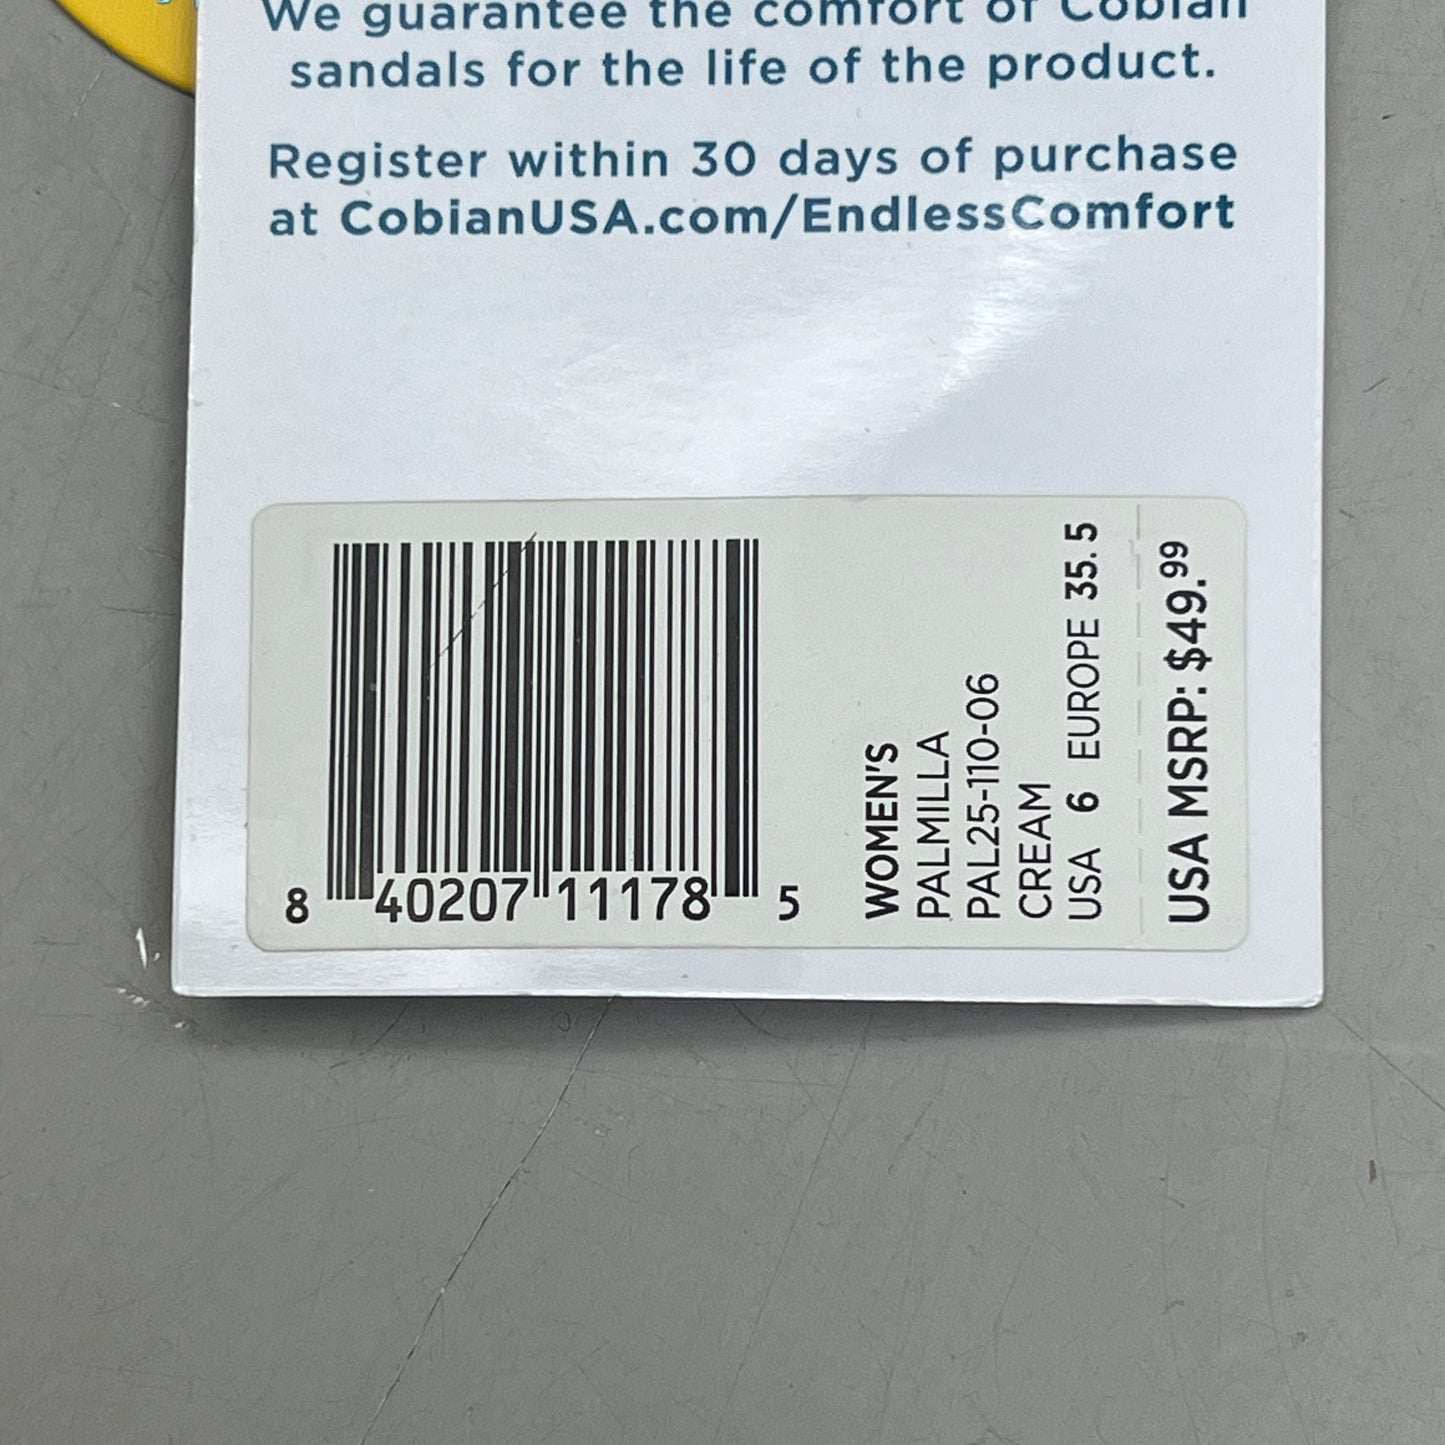 We guarantee the comfort of Cobian
sandals for the life of the product.
Register within 30 days of purchase
at CobianUSA.com/EndlessComfort
8 40207 11178 5
WOMEN'S
PALMILLA
PAL25-110-06
CREAM
USA 6 EUROPE 35.5
USA MSRP: $49.99